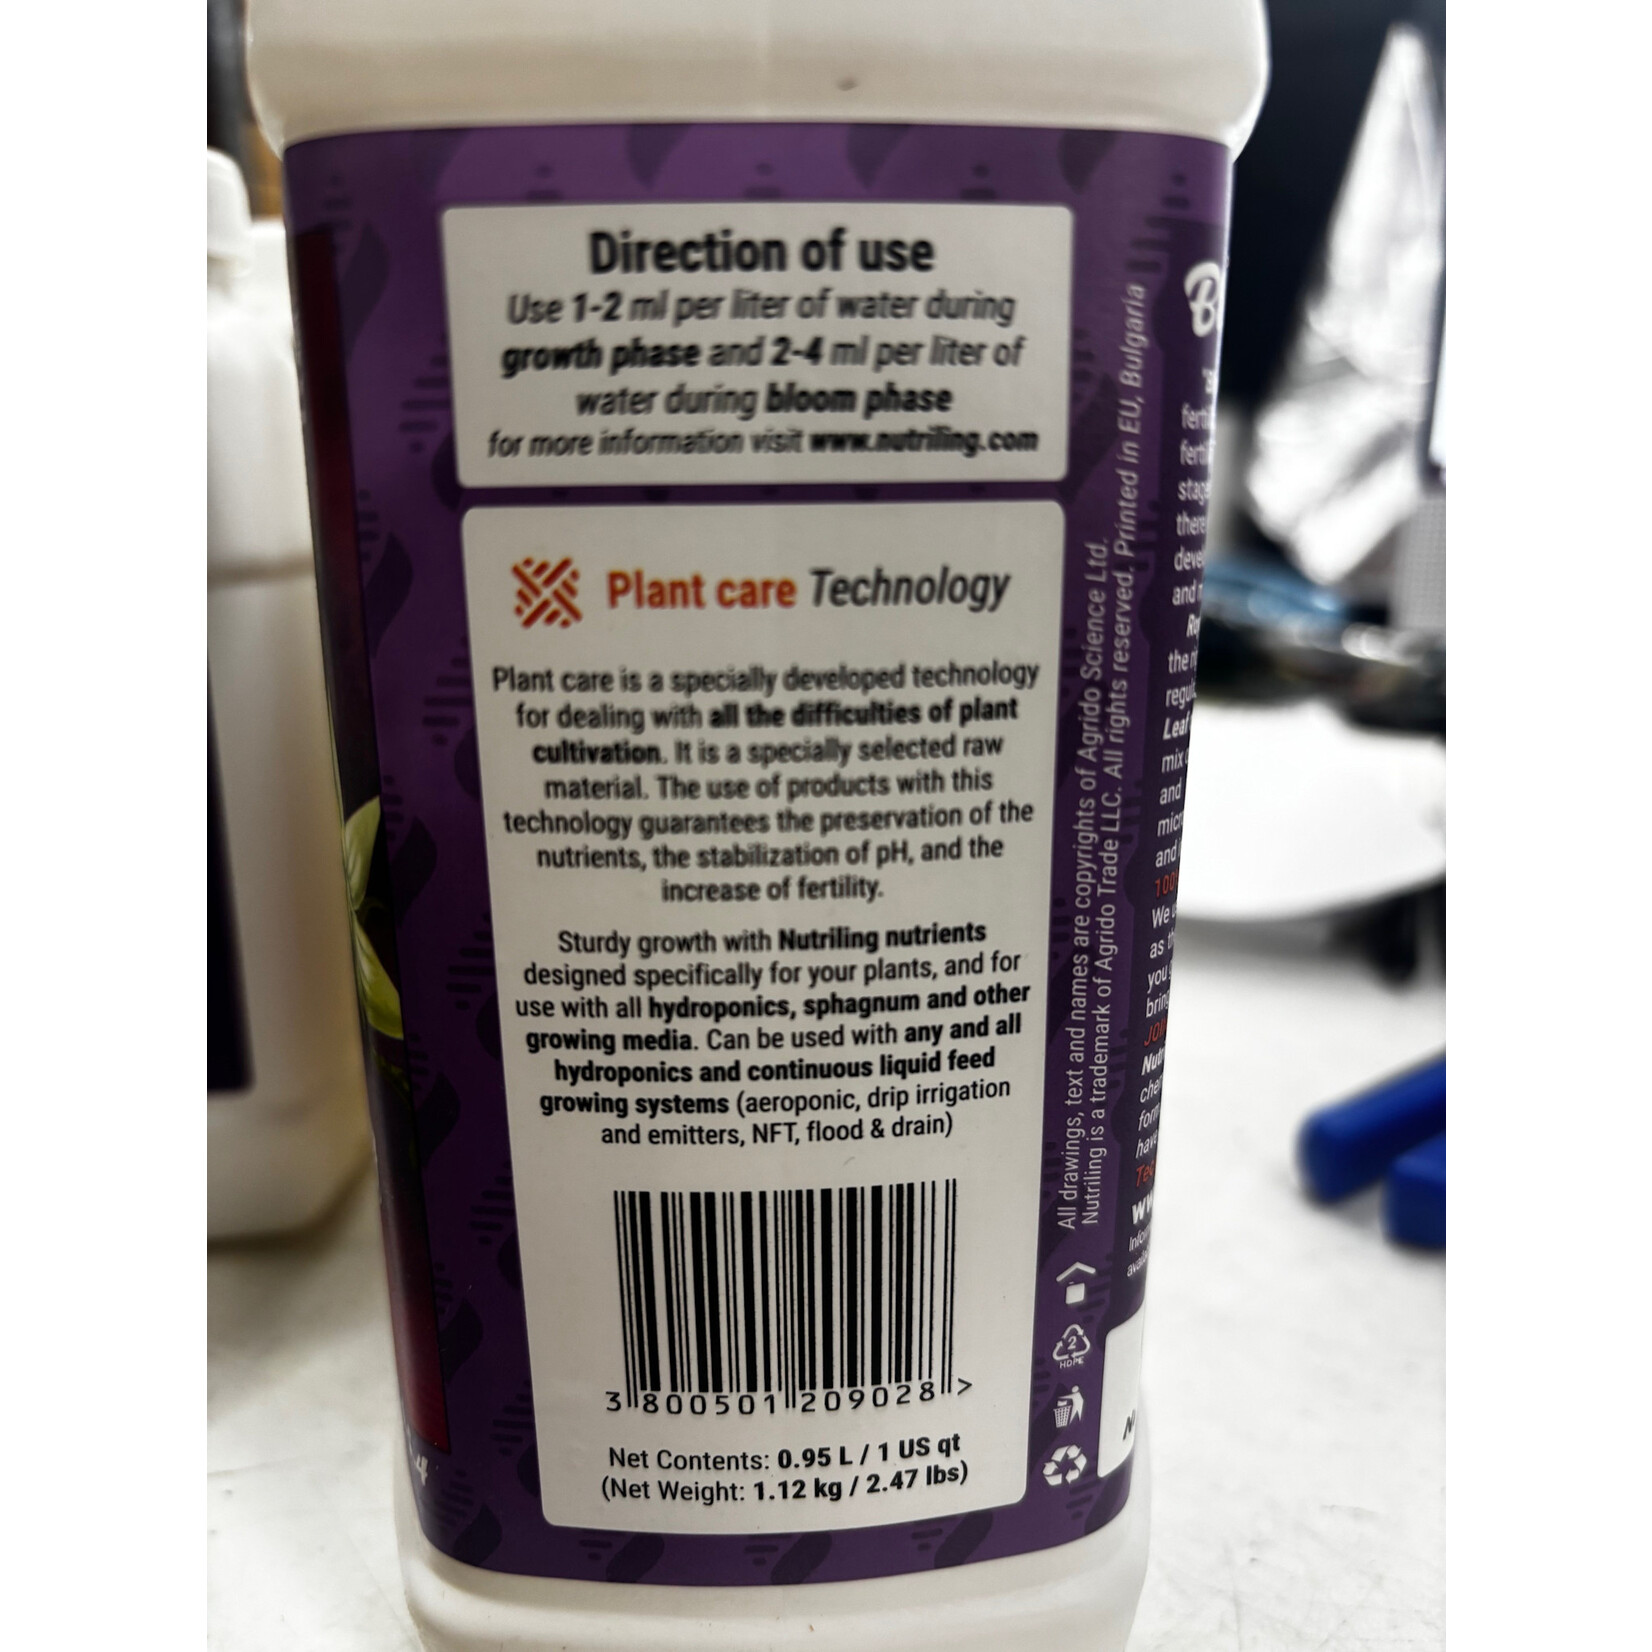 Direction of use
Use 1-2 ml per liter of water during
growth phase and 2-4 ml per liter of
water during bloom phase
for more information visit www.nutriling.com
Plant care Technology
Plant care is a specially developed technology
for dealing with all the difficulties of plant
cultivation. It is a specially selected raw
material. The use of products with this
technology guarantees the preservation of the
nutrients, the stabilization of pH, and the
increase of fertility.
Sturdy growth with Nutriling nutrients
designed specifically for your plants, and for
use with all hydroponics, sphagnum and other
growing media. Can be used with any and all
hydroponics and continuous liquid feed
growing systems (aeroponic, drip irrigation
and emitters, NFT, flood & drain)
3 800501 209028 >
Net Contents: 0.95 L / 1 US qt
(Net Weight: 1.12 kg / 2.47 lbs)
All drawings, text and names are copyrights of Agrido Science Ltd.
Nutriling is a trademark of Agrido Trade LLC. All rights reserved. Printed in EU, Bulgaria
2
HDPE
and
We
as
you